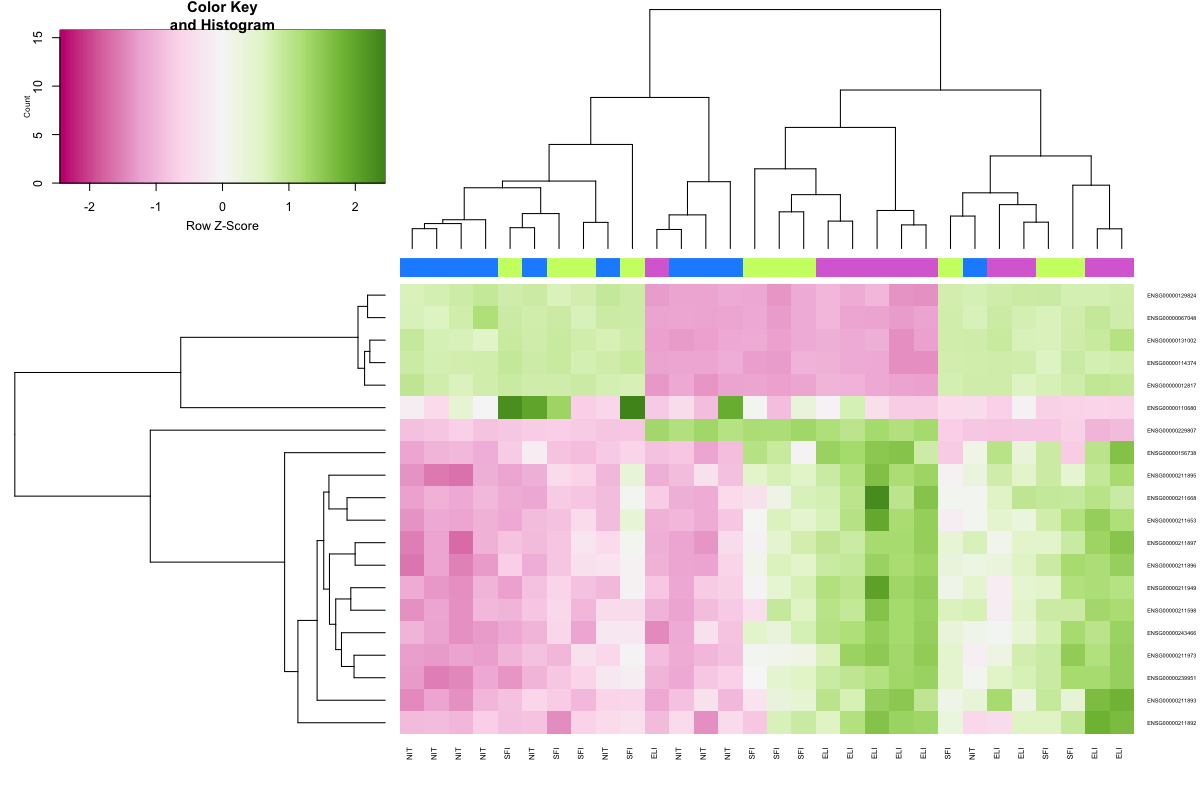 Color Key
and Histogram
Count
15
10
5
0
-2 -1 0 1 2
Row Z-Score
ENSG00000129824
ENSG00000067048
ENSG00000131002
ENSG00000114374
ENSG00000012817
ENSG00000110680
ENSG00000229807
ENSG00000156738
ENSG00000211895
ENSG00000211668
ENSG00000211653
ENSG00000211897
ENSG00000211896
ENSG00000211949
ENSG00000211598
ENSG00000243466
ENSG00000211973
ENSG00000239951
ENSG00000211893
ENSG00000211892
NIT NIT NIT NIT SFI NIT SFI SFI NIT SFI ELI NIT NIT NIT SFI SFI SFI ELI ELI ELI ELI ELI SFI NIT ELI ELI SFI SFI ELI ELI